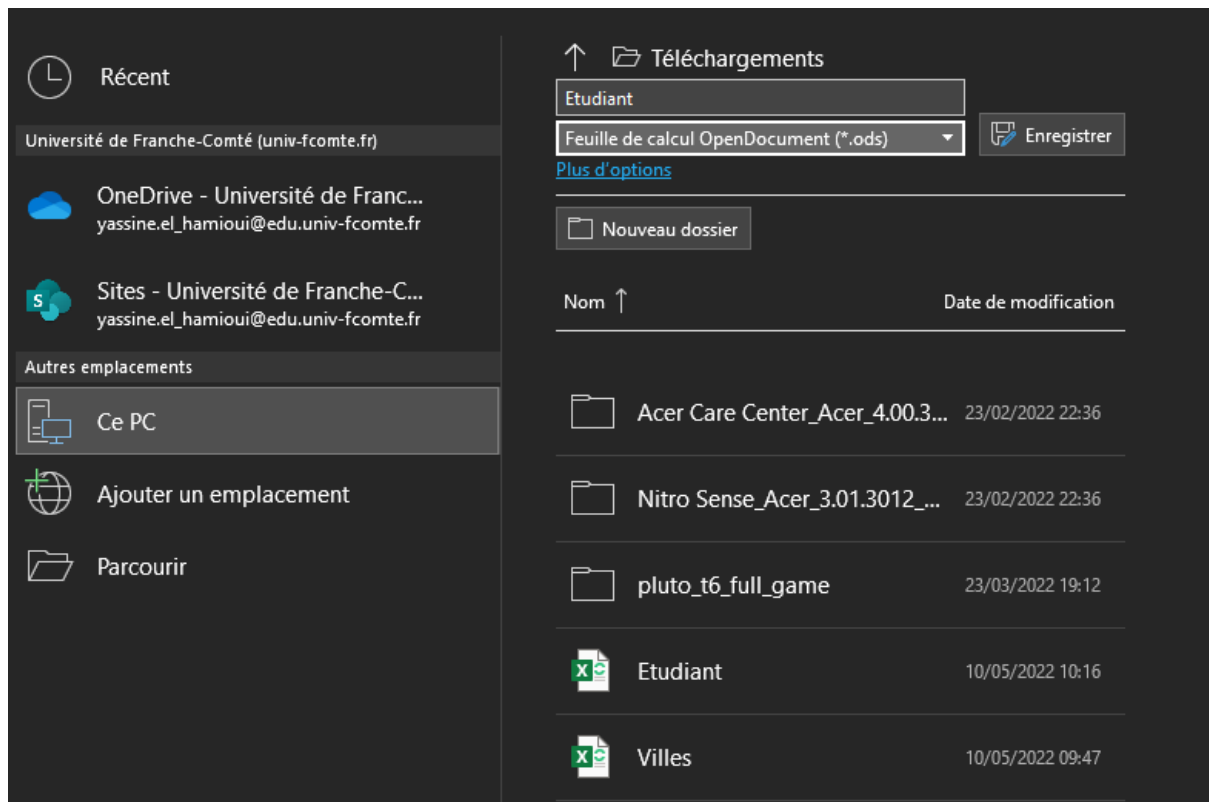 Récent
Université de Franche-Comté (univ-fcomte.fr)
OneDrive - Université de Franc...
yassine.el_hamioui@edu.univ-fcomte.fr
Sites - Université de Franche-C...
yassine.el_hamioui@edu.univ-fcomte.fr
Autres emplacements
Ce PC
Ajouter un emplacement
Parcourir
Téléchargements
Etudiant
Feuille de calcul OpenDocument (*.ods)
Enregistrer
Plus d'options
Nouveau dossier
Nom Date de modification
Acer Care Center_Acer_4.00.3... 23/02/2022 22:36
Nitro Sense_Acer_3.01.3012_... 23/02/2022 22:36
pluto_t6_full_game 23/03/2022 19:12
Etudiant 10/05/2022 10:16
Villes 10/05/2022 09:47